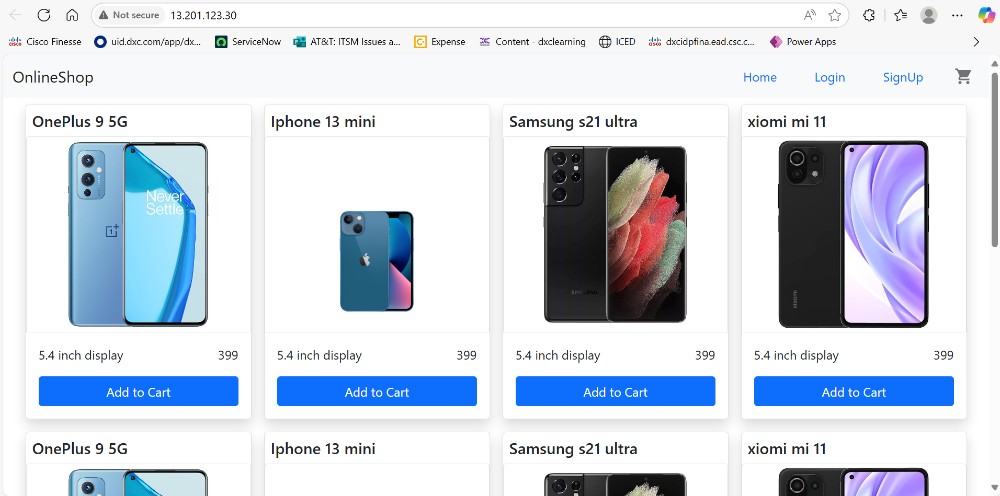 Not secure 13.201.123.30
Cisco Finesse uid.dxc.com/app/dx... ServiceNow AT&T: ITSM Issues a... Expense Content - dxclearning ICED dxcidpfina.ead.csc.c... Power Apps
OnlineShop Home Login SignUp
OnePlus 9 5G Iphone 13 mini Samsung s21 ultra xiomi mi 11
Never
Settle
SAMSUNG
xiaomi
5.4 inch display 399 5.4 inch display 399 5.4 inch display 399 5.4 inch display 399
Add to Cart Add to Cart Add to Cart Add to Cart
OnePlus 9 5G Iphone 13 mini Samsung s21 ultra xiomi mi 11